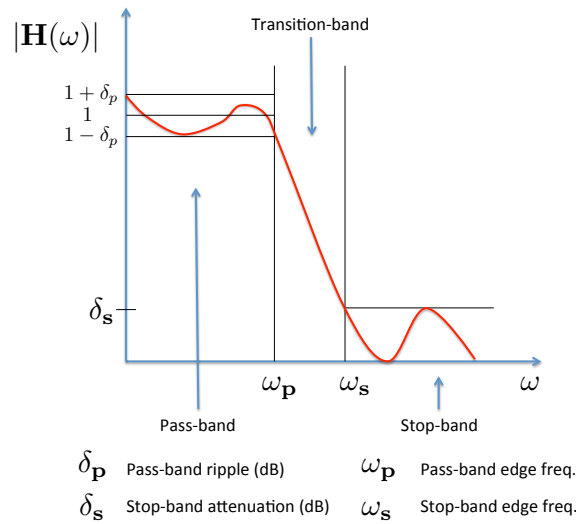 Transition-band
|H(ω)|
1 + δₚ
1
1 − δₚ
δₛ
ωₚ ωₛ ω
Pass-band Stop-band
δₚ Pass-band ripple (dB) ωₚ Pass-band edge freq.
δₛ Stop-band attenuation (dB) ωₛ Stop-band edge freq.